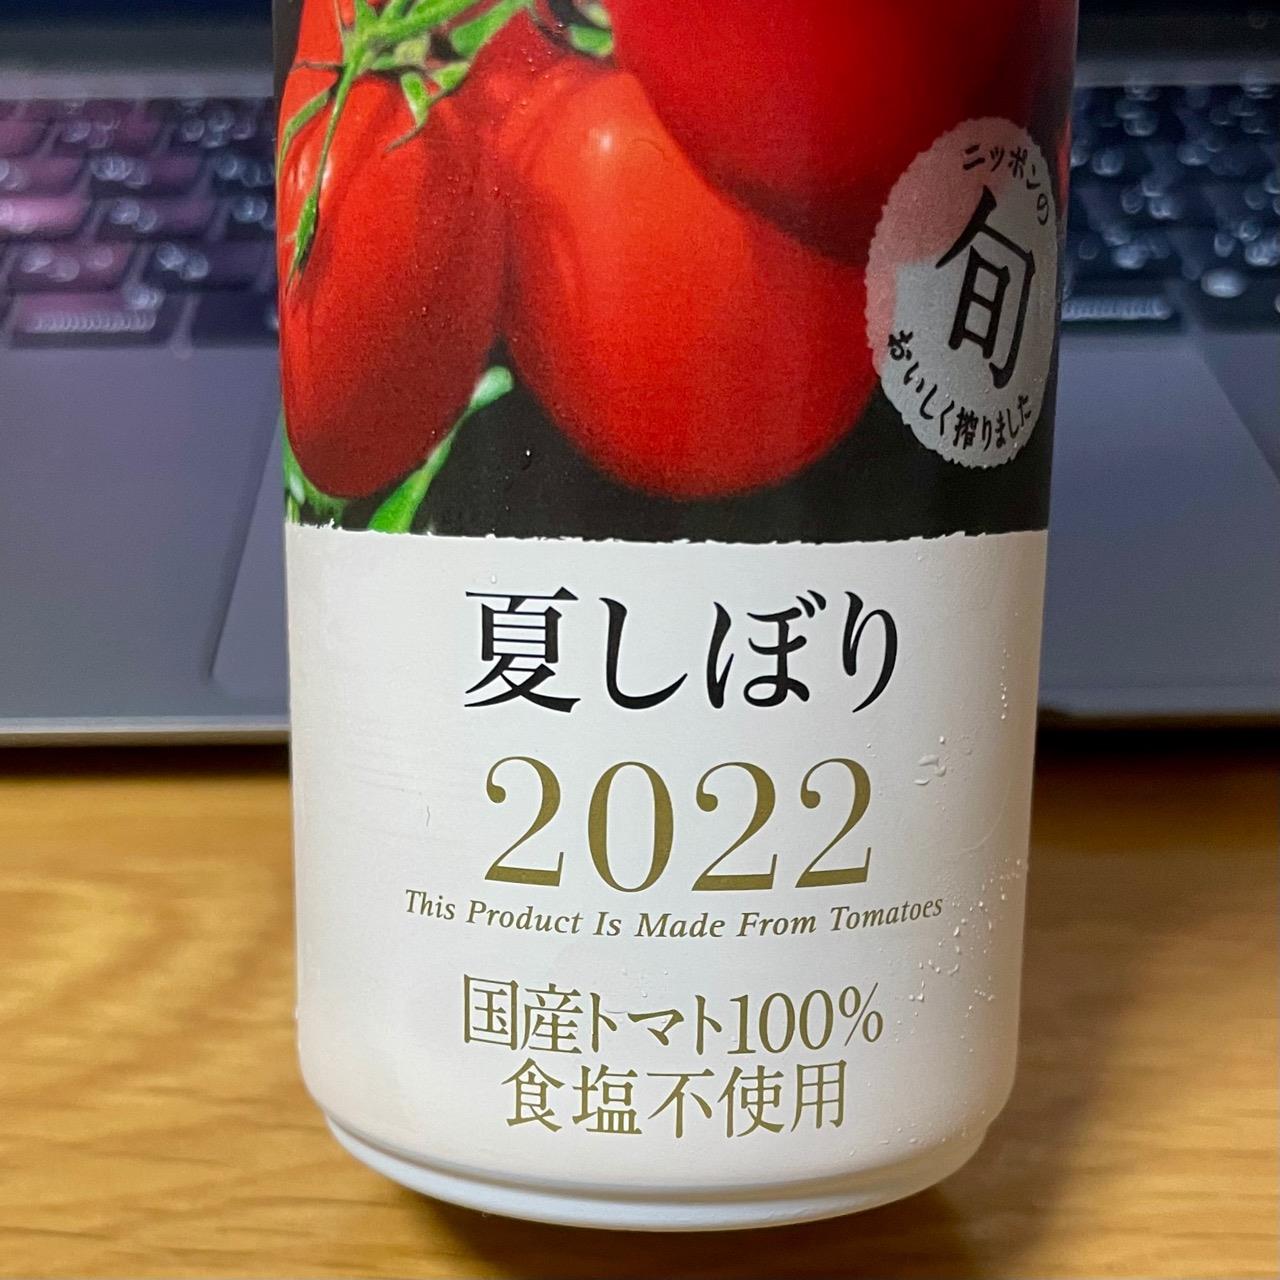 ニッポンの
旬
おいしく搾りました
夏しぼり
2022
This Product Is Made From Tomatoes
国産トマト100%
食塩不使用